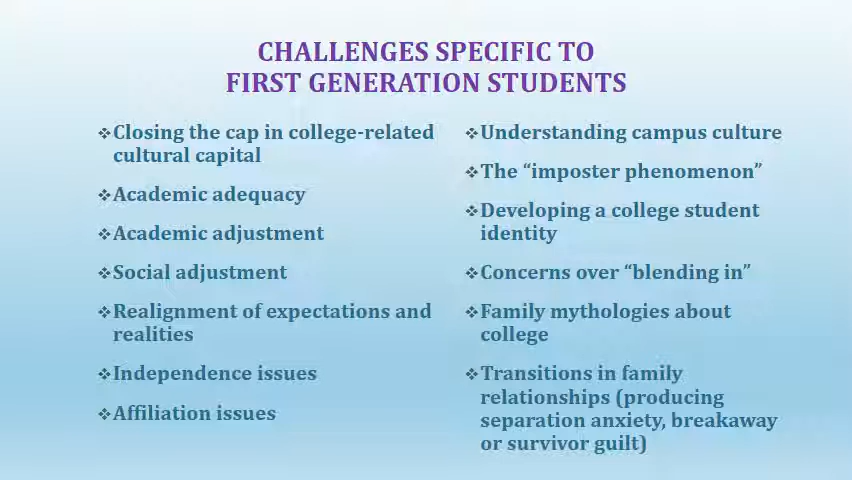 CHALLENGES SPECIFIC TO
FIRST GENERATION STUDENTS
❖Closing the cap in college-related
cultural capital
❖Academic adequacy
❖Academic adjustment
❖Social adjustment
❖Realignment of expectations and
realities
❖Independence issues
❖Affiliation issues
❖Understanding campus culture
❖The “imposter phenomenon”
❖Developing a college student
identity
❖Concerns over “blending in”
❖Family mythologies about
college
❖Transitions in family
relationships (producing
separation anxiety, breakaway
or survivor guilt)